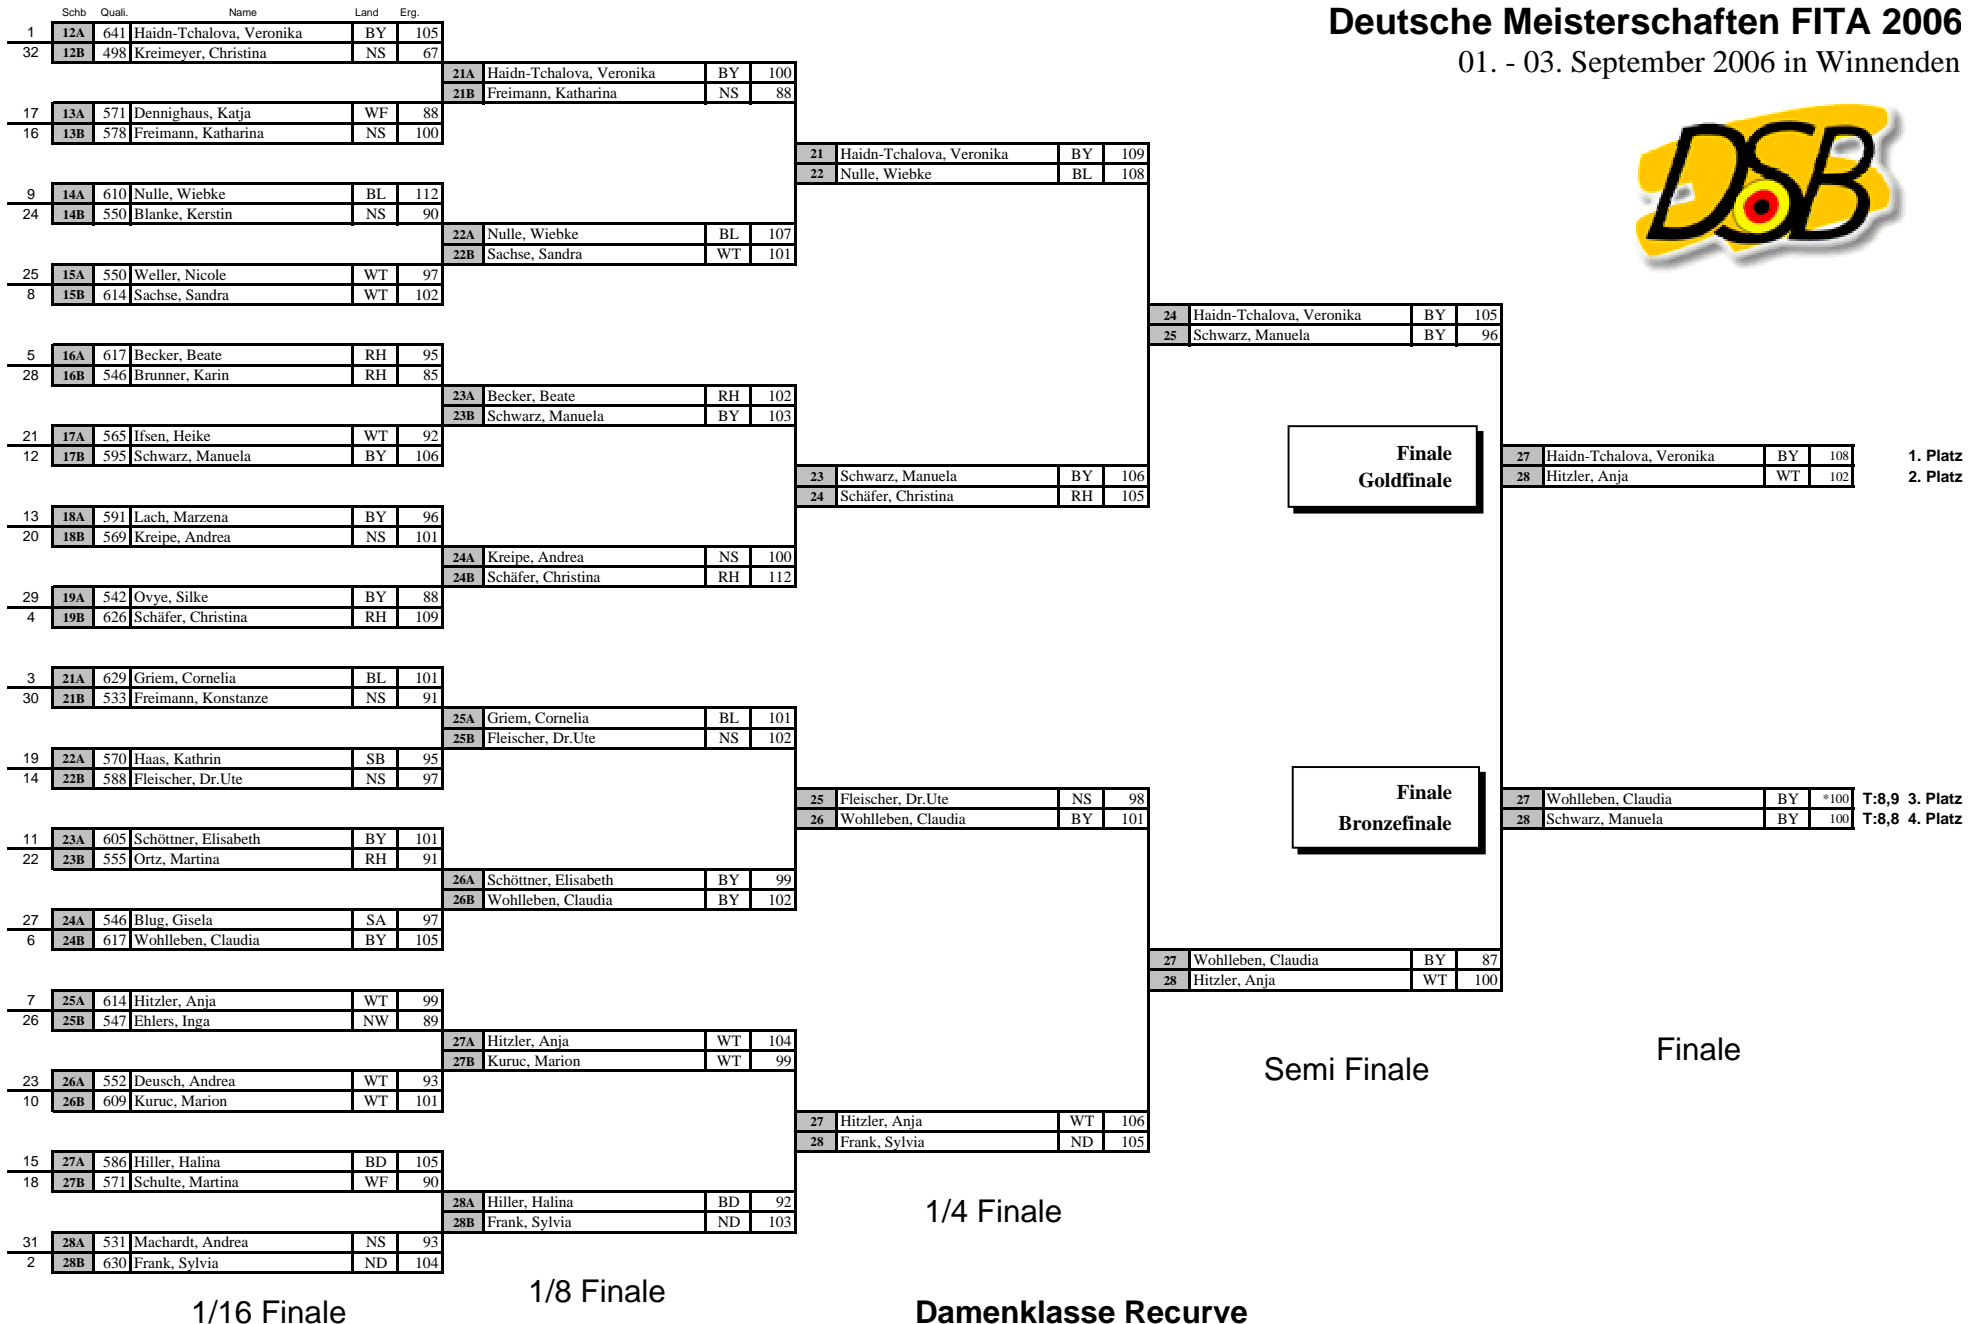 Deutsche Meisterschaften FITA 2006
01. - 03. September 2006 in Winnenden
DSB
Schb Quali. Name Land Erg.
1 12A 641 Haidn-Tchalova, Veronika BY 105
32 12B 498 Kreimeyer, Christina NS 67
17 13A 571 Dennighaus, Katja WF 88
16 13B 578 Freimann, Katharina NS 100
9 14A 610 Nulle, Wiebke BL 112
24 14B 550 Blanke, Kerstin NS 90
25 15A 550 Weller, Nicole WT 97
8 15B 614 Sachse, Sandra WT 102
5 16A 617 Becker, Beate RH 95
28 16B 546 Brunner, Karin RH 85
21 17A 565 Ifsen, Heike WT 92
12 17B 595 Schwarz, Manuela BY 106
13 18A 591 Lach, Marzena BY 96
20 18B 569 Kreipe, Andrea NS 101
29 19A 542 Ovye, Silke BY 88
4 19B 626 Schäfer, Christina RH 109
3 21A 629 Griem, Cornelia BL 101
30 21B 533 Freimann, Konstanze NS 91
19 22A 570 Haas, Kathrin SB 95
14 22B 588 Fleischer, Dr.Ute NS 97
11 23A 605 Schöttner, Elisabeth BY 101
22 23B 555 Ortz, Martina RH 91
27 24A 546 Blug, Gisela SA 97
6 24B 617 Wohlleben, Claudia BY 105
7 25A 614 Hitzler, Anja WT 99
26 25B 547 Ehlers, Inga NW 89
23 26A 552 Deusch, Andrea WT 93
10 26B 609 Kuruc, Marion WT 101
15 27A 586 Hiller, Halina BD 105
18 27B 571 Schulte, Martina WF 90
31 28A 531 Machardt, Andrea NS 93
2 28B 630 Frank, Sylvia ND 104
1/16 Finale
21A Haidn-Tchalova, Veronika BY 100
21B Freimann, Katharina NS 88
22A Nulle, Wiebke BL 107
22B Sachse, Sandra WT 101
23A Becker, Beate RH 102
23B Schwarz, Manuela BY 103
24A Kreipe, Andrea NS 100
24B Schäfer, Christina RH 112
25A Griem, Cornelia BL 101
25B Fleischer, Dr.Ute NS 102
26A Schöttner, Elisabeth BY 99
26B Wohlleben, Claudia BY 102
27A Hitzler, Anja WT 104
27B Kuruc, Marion WT 99
28A Hiller, Halina BD 92
28B Frank, Sylvia ND 103
1/8 Finale
21 Haidn-Tchalova, Veronika BY 109
22 Nulle, Wiebke BL 108
23 Schwarz, Manuela BY 106
24 Schäfer, Christina RH 105
25 Fleischer, Dr.Ute NS 98
26 Wohlleben, Claudia BY 101
27 Hitzler, Anja WT 106
28 Frank, Sylvia ND 105
1/4 Finale
24 Haidn-Tchalova, Veronika BY 105
25 Schwarz, Manuela BY 96
27 Wohlleben, Claudia BY 87
28 Hitzler, Anja WT 100
Semi Finale
Finale
Goldfinale
27 Haidn-Tchalova, Veronika BY 108 1. Platz
28 Hitzler, Anja WT 102 2. Platz
Finale
Bronzefinale
27 Wohlleben, Claudia BY *100 T:8,9 3. Platz
28 Schwarz, Manuela BY 100 T:8,8 4. Platz
Finale
Damenklasse Recurve